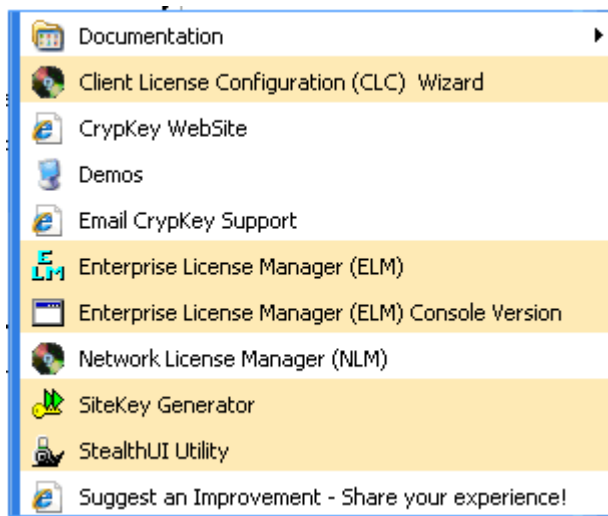 Documentation
Client License Configuration (CLC) Wizard
CrypKey WebSite
Demos
Email CrypKey Support
Enterprise License Manager (ELM)
Enterprise License Manager (ELM) Console Version
Network License Manager (NLM)
SiteKey Generator
StealthUI Utility
Suggest an Improvement - Share your experience!